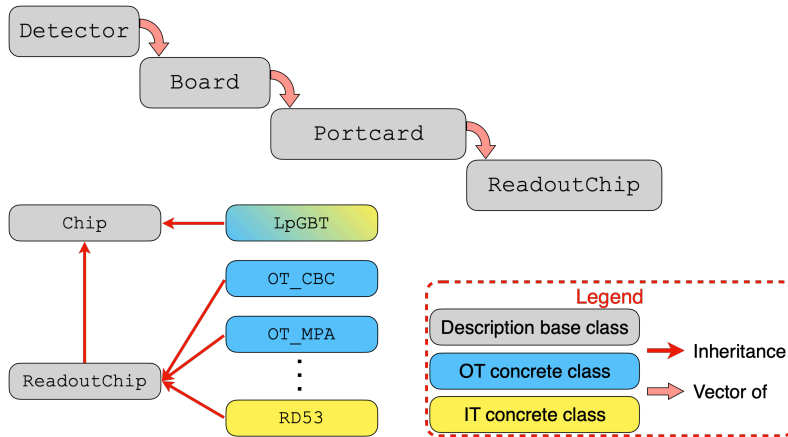 Detector
Board
Portcard
ReadoutChip
Chip
LpGBT
OT_CBC
OT_MPA
ReadoutChip
RD53
Legend
Description base class
OT concrete class
IT concrete class
Inheritance
Vector of